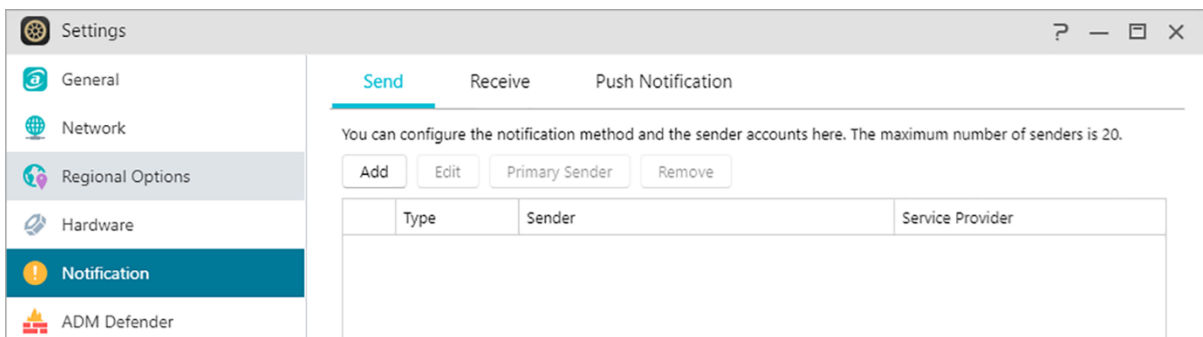 Settings
General
Network
Regional Options
Hardware
Notification
ADM Defender
Send Receive Push Notification
You can configure the notification method and the sender accounts here. The maximum number of senders is 20.
Add Edit Primary Sender Remove
Type Sender Service Provider